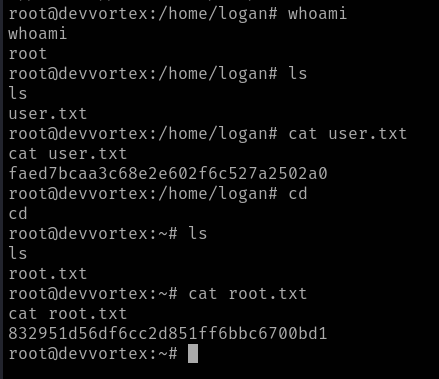 root@devvortex:/home/logan# whoami
whoami
root
root@devvortex:/home/logan# ls
ls
user.txt
root@devvortex:/home/logan# cat user.txt
cat user.txt
faed7bcaa3c68e2e602f6c527a2502a0
root@devvortex:/home/logan# cd
cd
root@devvortex:~# ls
ls
root.txt
root@devvortex:~# cat root.txt
cat root.txt
832951d56df6cc2d851ff6bbc6700bd1
root@devvortex:~#